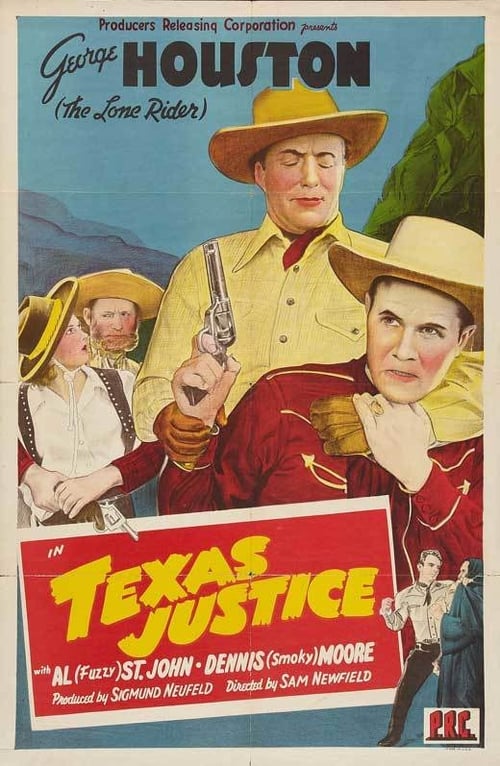 Producers Releasing Corporation presents
George HOUSTON
(The Lone Rider)
IN
TEXAS
JUSTICE
with AL (Fuzzy) ST. JOHN · DENNIS (Smoky) MOORE
Produced by SIGMUND NEUFELD Directed by SAM NEWFIELD
P.R.C.